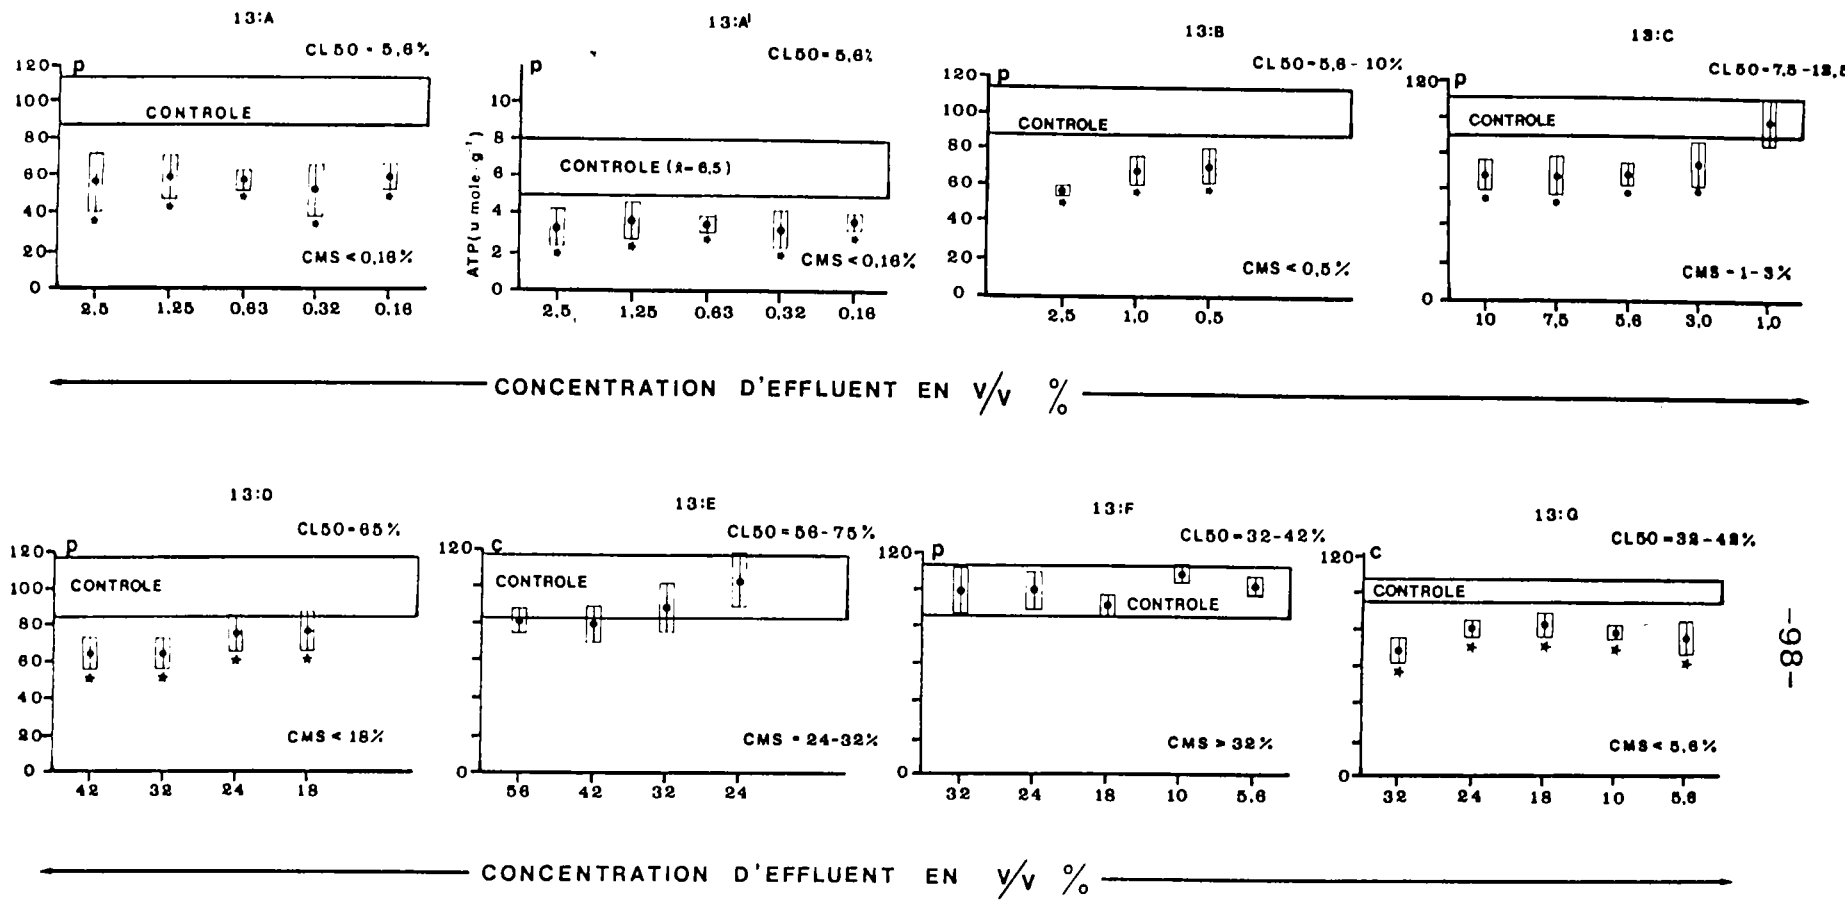 13:A
CL50 = 5,6%
p
120
100
80
60
40
20
0
CONTROLE
CMS < 0,16%
2,5 1,25 0,63 0,32 0,16
13:A'
CL50 = 5,6%
p
ATP (u mole·g⁻¹)
10
8
6
4
2
0
CONTROLE (x̄ = 6,5)
CMS < 0,16%
2,5 1,25 0,63 0,32 0,16
13:B
CL50 = 5,6 - 10%
p
120
100
80
60
40
20
0
CONTROLE
CMS < 0,5%
2,5 1,0 0,5
13:C
CL50 = 7,5 - 12,5
p
120
0
CONTROLE
CMS = 1 - 3%
10 7,5 5,6 3,0 1,0
CONCENTRATION D'EFFLUENT EN V/V %
13:D
CL50 = 65%
p
120
100
80
60
40
20
0
CONTROLE
CMS < 18%
42 32 24 18
13:E
CL50 = 56-75%
c
120
0
CONTROLE
CMS = 24-32%
56 42 32 24
13:F
CL50 = 32-42%
p
120
0
CONTROLE
CMS > 32%
32 24 18 10 5,6
13:G
CL50 = 32-42%
c
120
0
CONTROLE
CMS < 5,6%
32 24 18 10 5,6
CONCENTRATION D'EFFLUENT EN V/V %
-98-